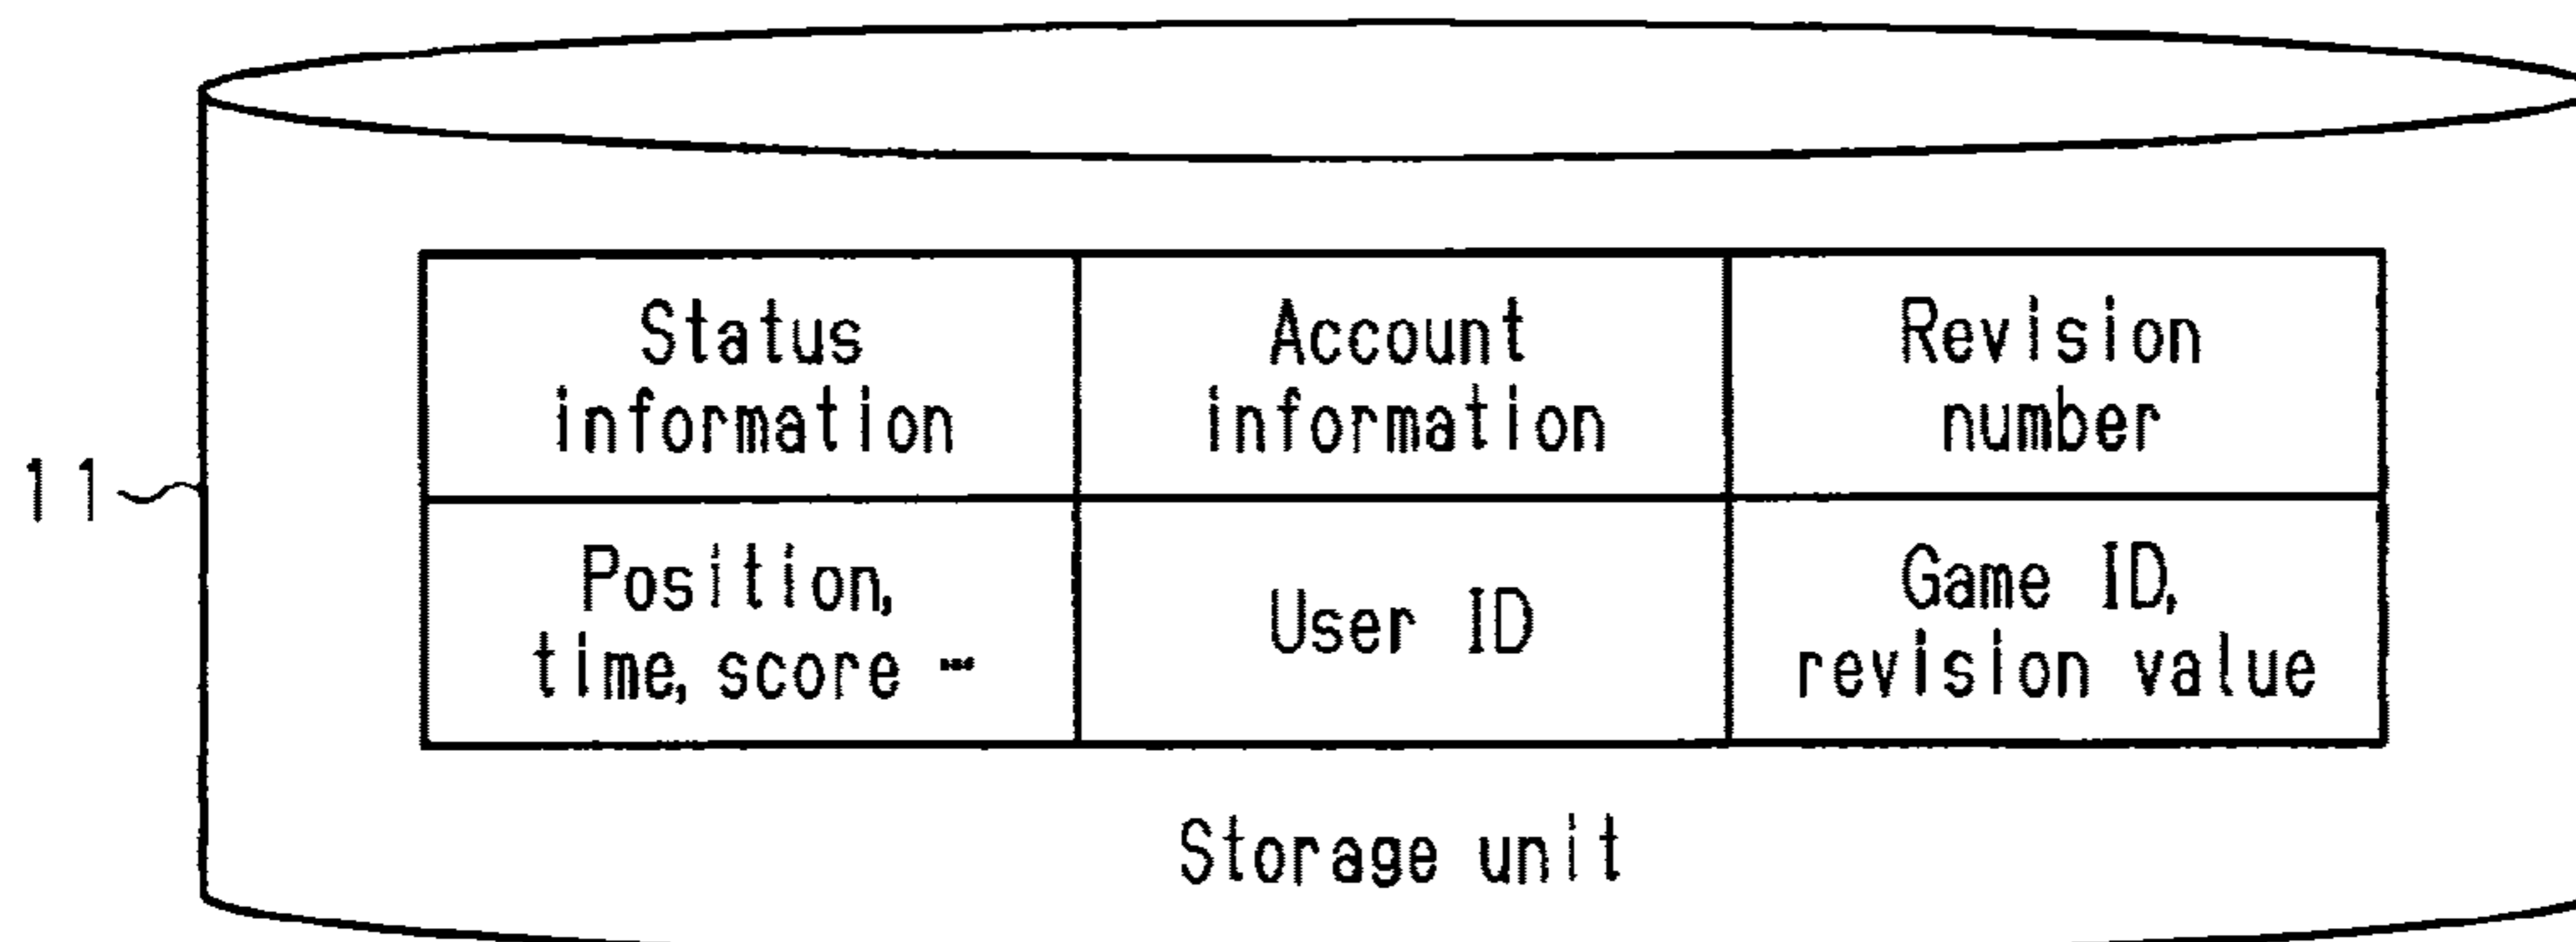 Status
information
Account
information
Revision
number
11
Position,
time, score …
User ID
Game ID,
revision value
Storage unit